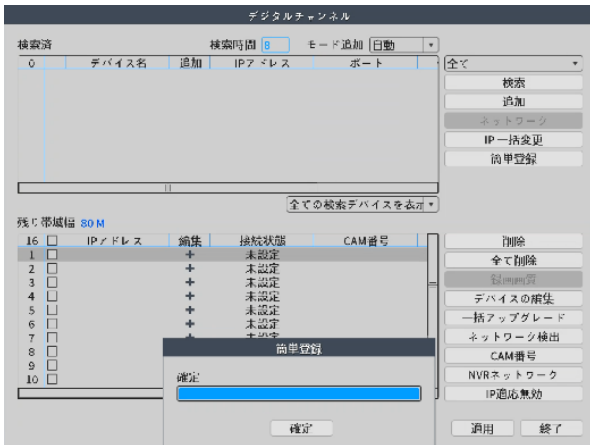 デジタルチャンネル
検索済 検索時間 8 モード追加 自動
0 デバイス名 追加 IPアドレス ポート
全て
検索
追加
ネットワーク
IP一括変更
簡単登録
全ての検索デバイスを表示
残り帯域幅 80 M
16 IPアドレス 編集 接続状態 CAM番号
1 + 未設定
2 + 未設定
3 + 未設定
4 + 未設定
5 + 未設定
6 + 未設定
7 + 未設定
8
9
10
削除
全て削除
録画画質
デバイスの編集
一括アップグレード
ネットワーク検出
CAM番号
NVRネットワーク
IP適応無効
簡単登録
確定
確定
適用 終了